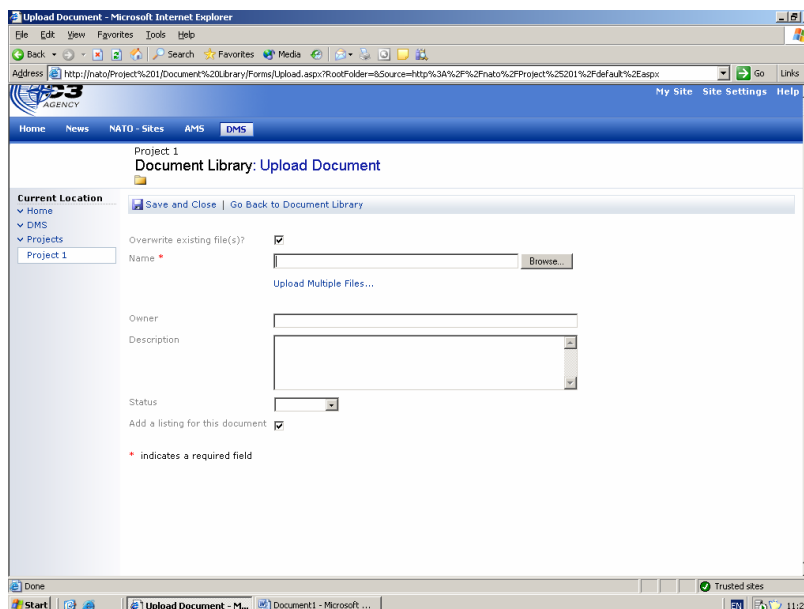 Upload Document - Microsoft Internet Explorer
File Edit View Favorites Tools Help
Back Search Favorites Media
Address http://nato/Project%201/Document%20Library/Forms/Upload.aspx?RootFolder=&Source=http%3A%2F%2Fnato%2FProject%25201%2Fdefault%2Easpx Go Links
C3
AGENCY
My Site Site Settings Help
Home News NATO - Sites AMS DMS
Project 1
Document Library: Upload Document
Current Location
Home
DMS
Projects
Project 1
Save and Close | Go Back to Document Library
Overwrite existing file(s)?
Name *
Browse...
Upload Multiple Files...
Owner
Description
Status
Add a listing for this document
* indicates a required field
Done Trusted sites
Start Upload Document - M... Document1 - Microsoft ... EN 11:2